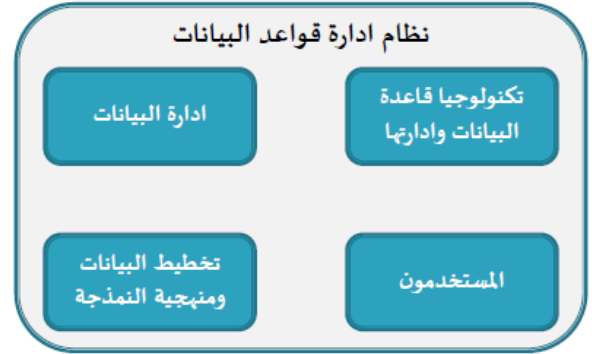 نظام ادارة قواعد البيانات
تكنولوجيا قاعدة
البيانات وادارتها
ادارة البيانات
المستخدمون
تخطيط البيانات
ومنهجية النمذجة